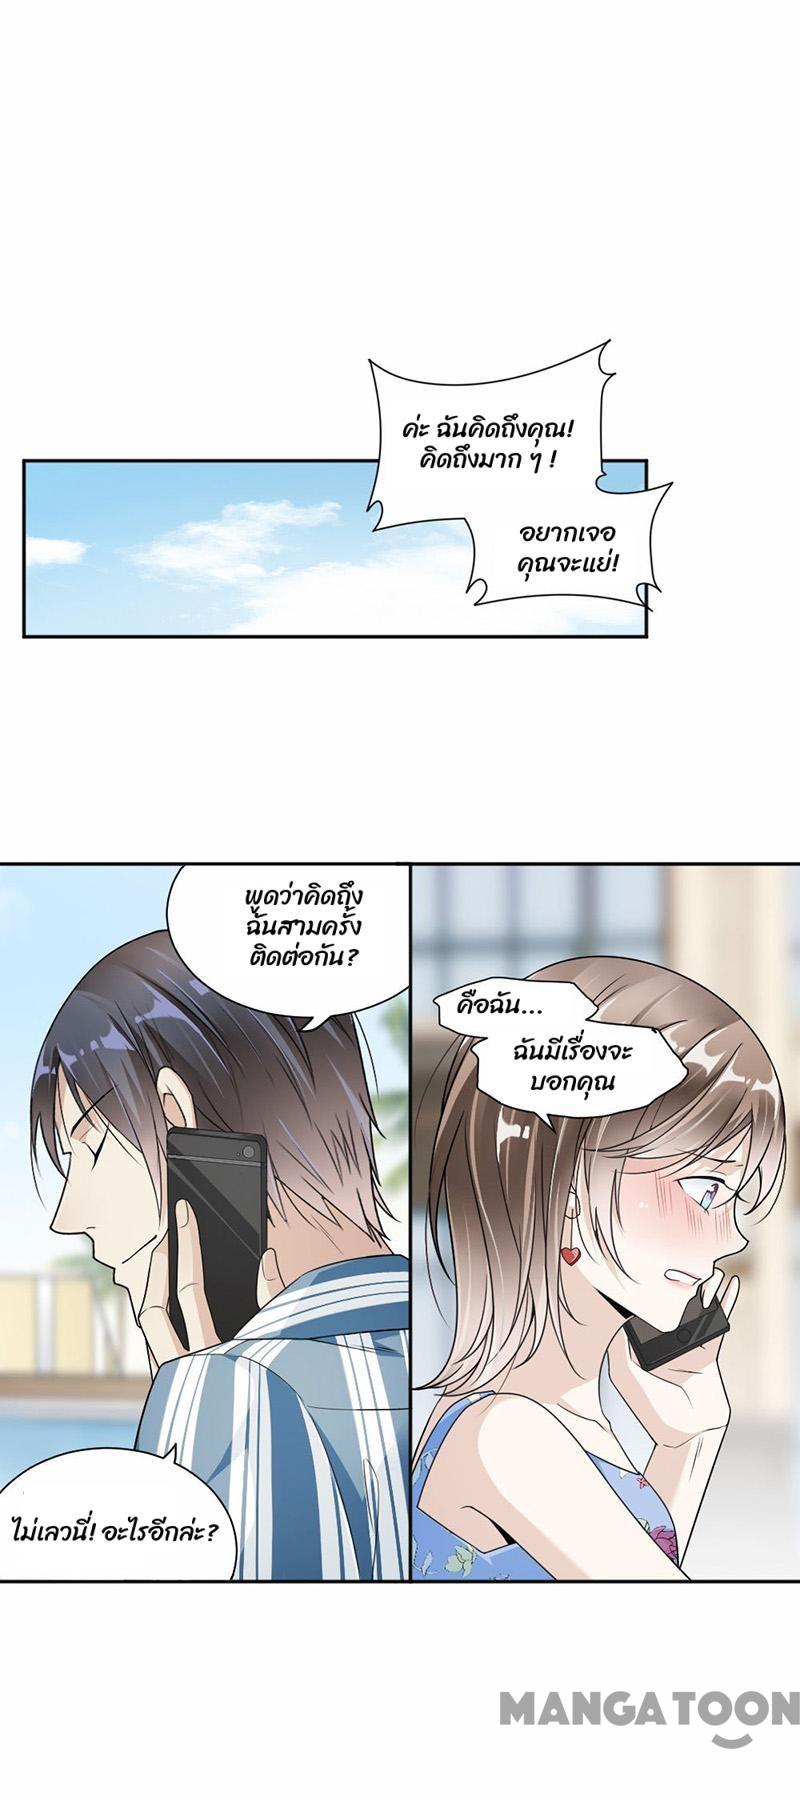 ค่ะ ฉันคิดถึงคุณ!
คิดถึงมาก ๆ !
อยากเจอ
คุณจะแย่!
พูดว่าคิดถึง
ฉันสามครั้ง
ติดต่อกัน?
คือฉัน...
ฉันมีเรื่องจะ
บอกคุณ
ไม่เลวนี่! อะไรอีกล่ะ?
MANGATOON